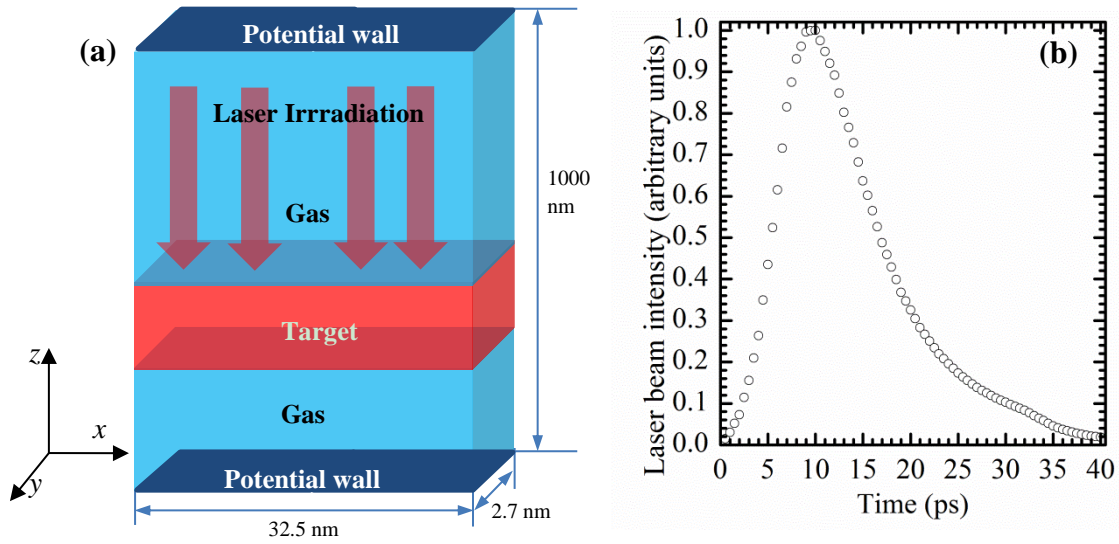 (a)
Potential wall
Laser Irrradiation
Gas
Target
Gas
Potential wall
1000
nm
2.7 nm
32.5 nm
z
x
y
(b)
Laser beam intensity (arbitrary units)
1.0
0.9
0.8
0.7
0.6
0.5
0.4
0.3
0.2
0.1
0.0
0 5 10 15 20 25 30 35 40
Time (ps)